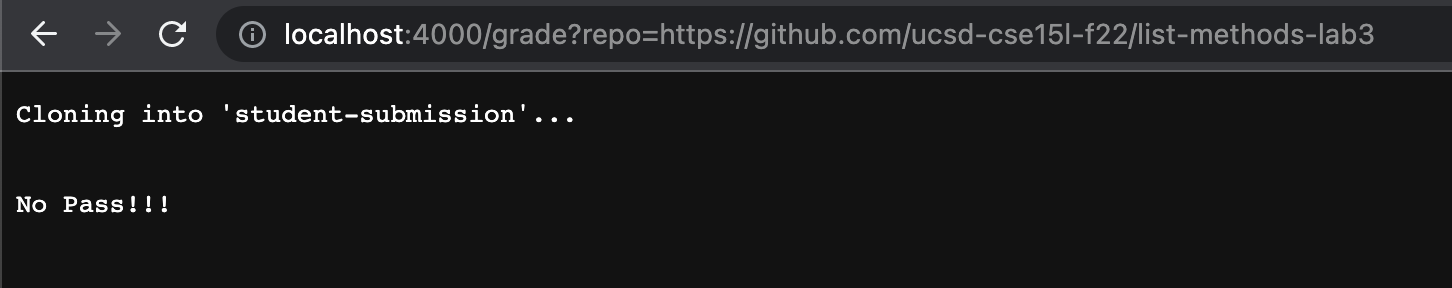 localhost:4000/grade?repo=https://github.com/ucsd-cse15l-f22/list-methods-lab3
Cloning into 'student-submission'...
No Pass!!!